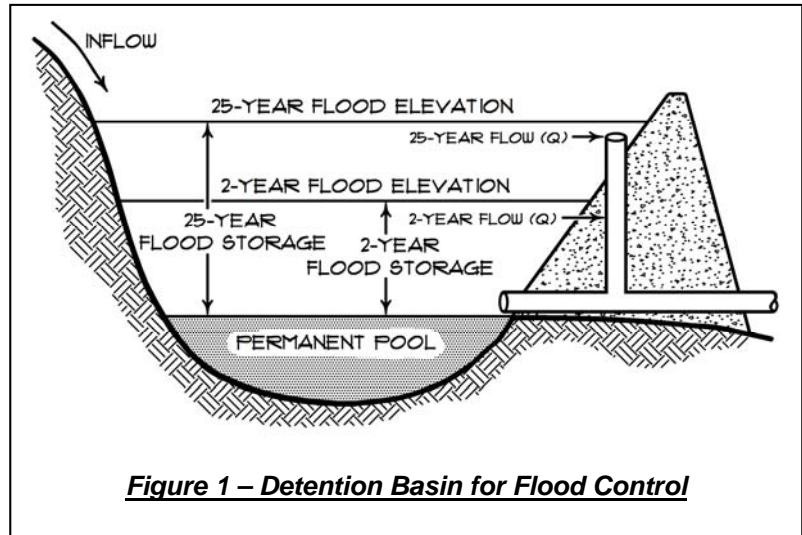 INFLOW
25-YEAR FLOOD ELEVATION
25-YEAR FLOW (Q)
2-YEAR FLOOD ELEVATION
25-YEAR
FLOOD STORAGE
2-YEAR FLOW (Q)
2-YEAR
FLOOD STORAGE
PERMANENT POOL
Figure 1 – Detention Basin for Flood Control